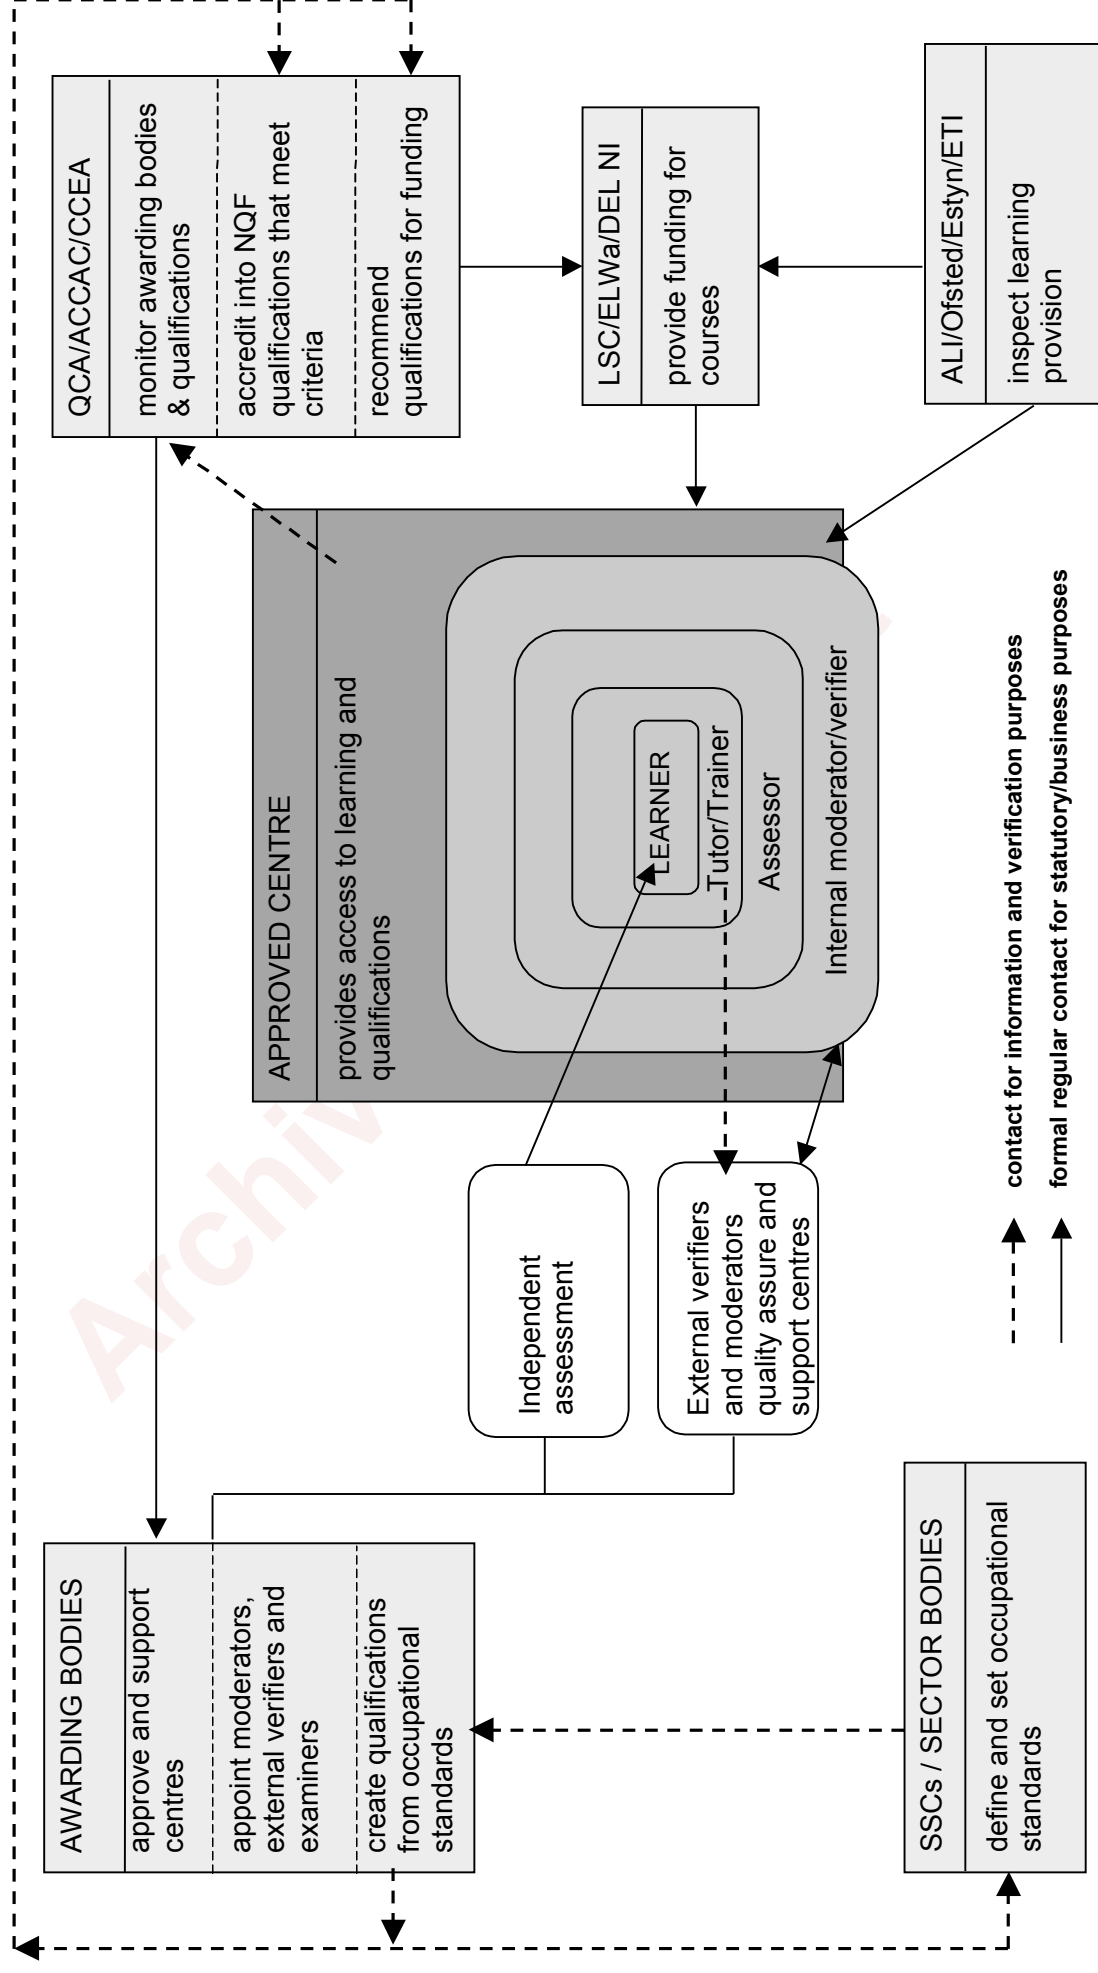 AWARDING BODIES
approve and support
centres
appoint moderators,
external verifiers and
examiners
create qualifications
from occupational
standards
QCA/ACCAC/CCEA
monitor awarding bodies
& qualifications
accredit into NQF
qualifications that meet
criteria
recommend
qualifications for funding
APPROVED CENTRE
provides access to learning and
qualifications
LEARNER
Tutor/Trainer
Assessor
Internal moderator/verifier
Independent
assessment
External verifiers
and moderators
quality assure and
support centres
LSC/ELWa/DEL NI
provide funding for
courses
SSCs / SECTOR BODIES
define and set occupational
standards
ALI/Ofsted/Estyn/ETI
inspect learning
provision
contact for information and verification purposes
formal regular contact for statutory/business purposes